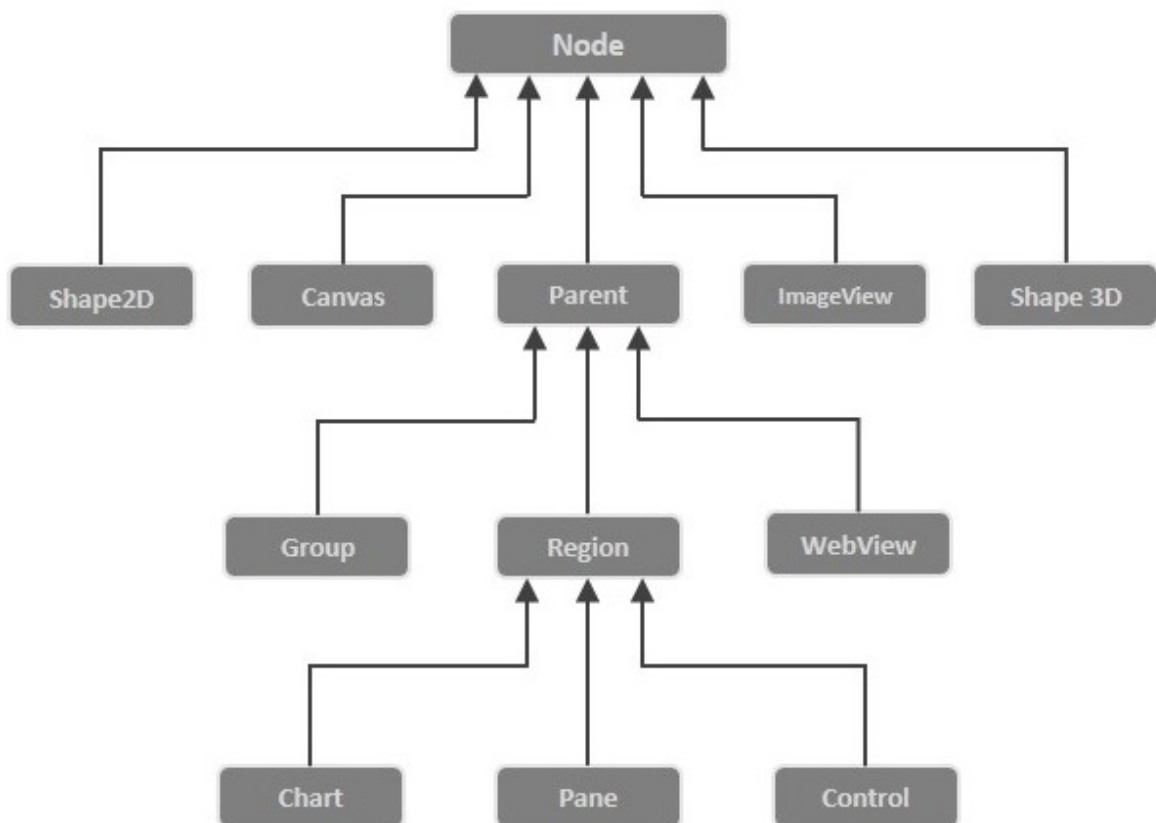 Node
Shape2D
Canvas
Parent
ImageView
Shape 3D
Group
Region
WebView
Chart
Pane
Control